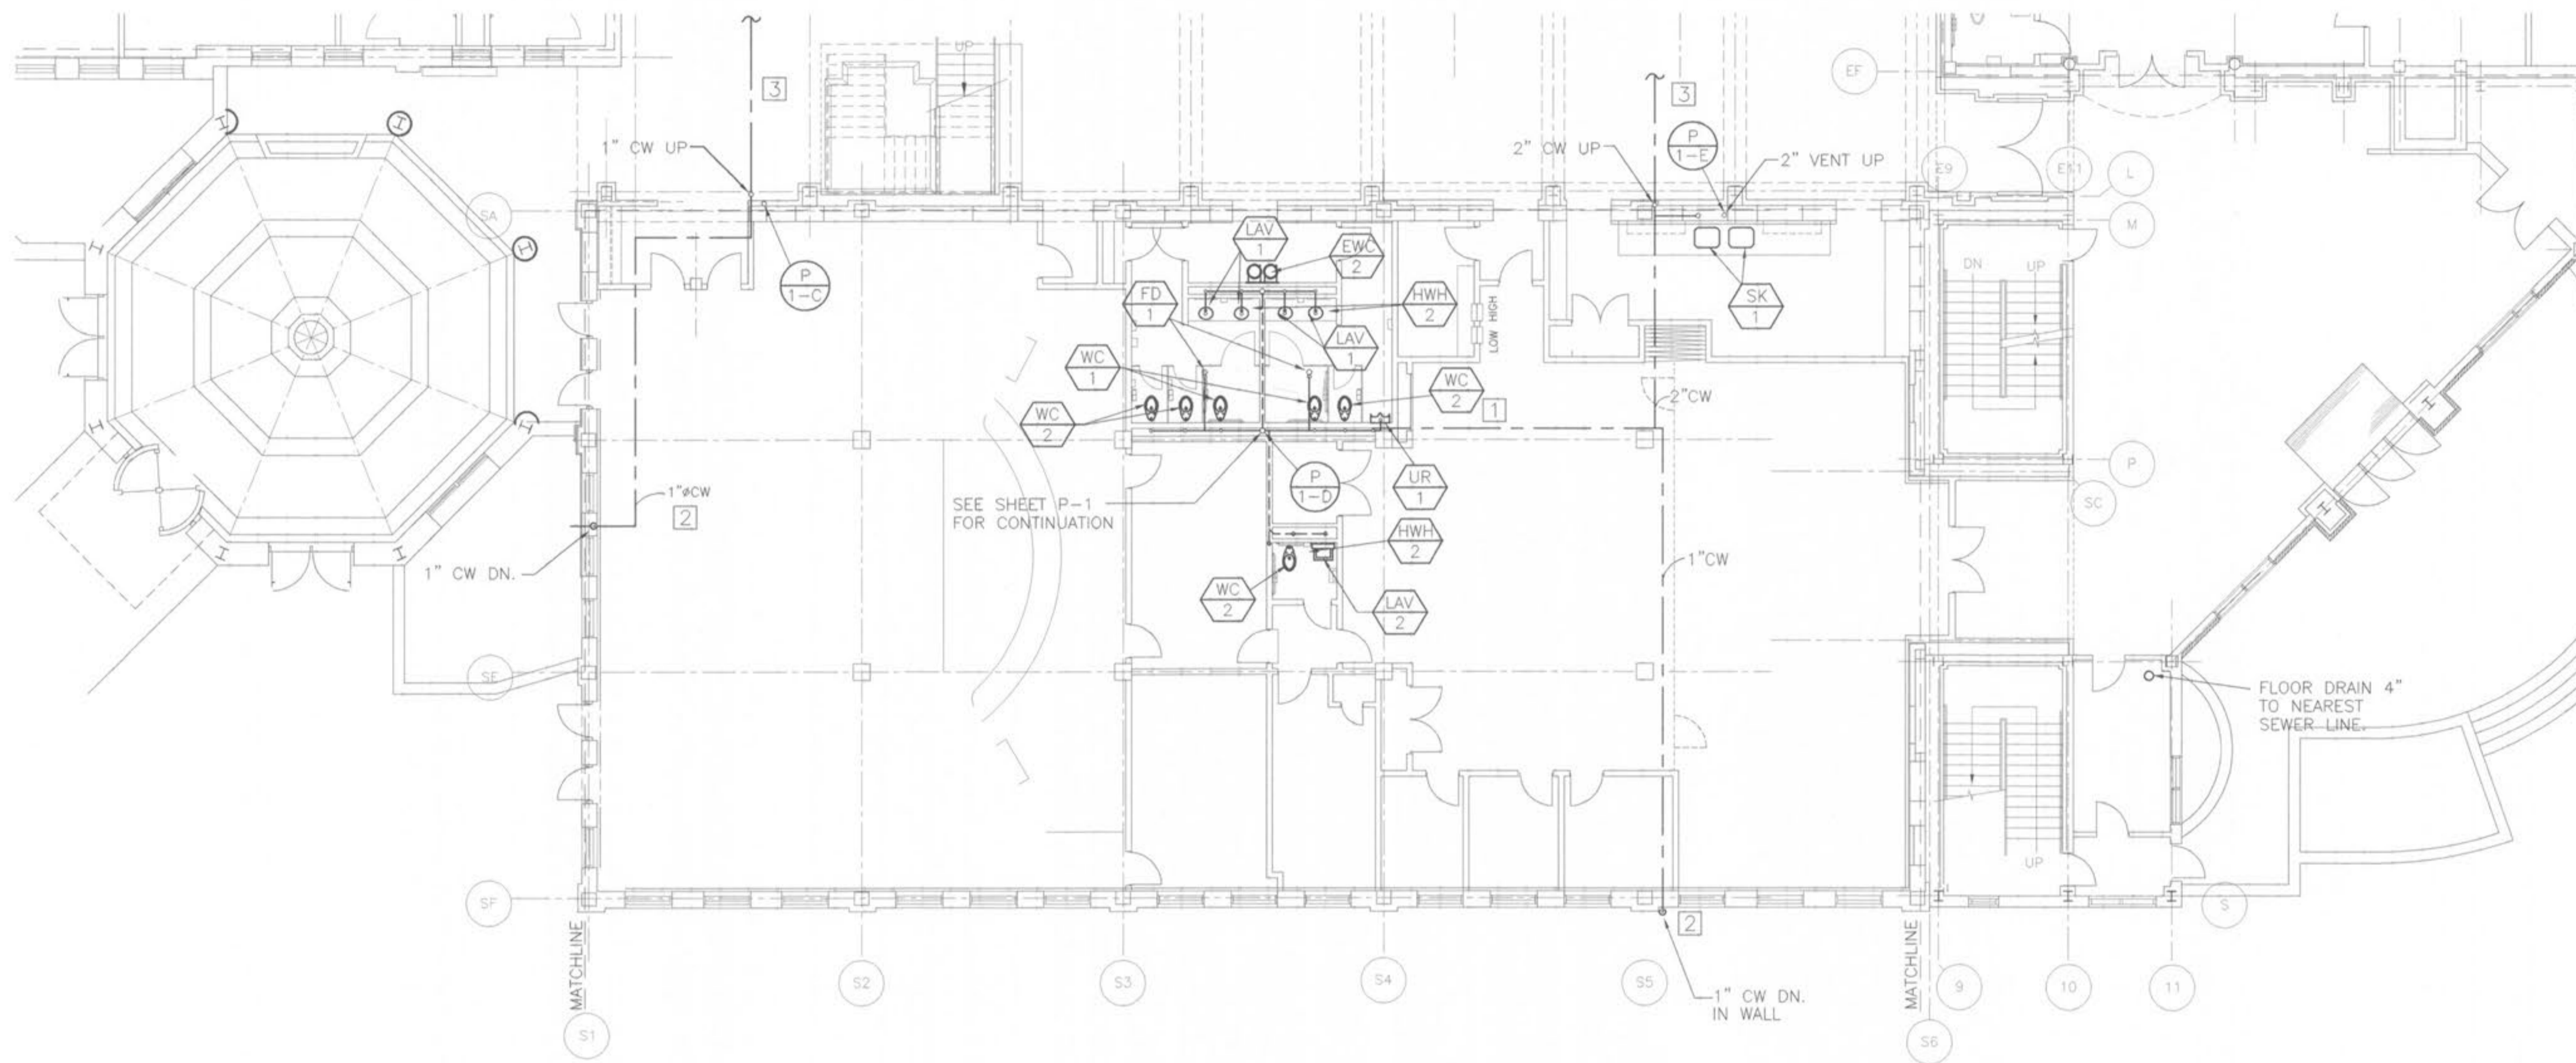 UP
3
3
EF
P
1-E
1" CW UP
2" CW UP
2" VENT UP
E9
E11
L
SA
M
LAV
1
EWC
2
DN
UP
P
1-C
FD
1
HWH
2
SK
1
LOW HIGH
LAV
1
WC
1
WC
2
2"CW
WC
2
1
P
SEE SHEET P-1
FOR CONTINUATION
P
1-D
UR
1
1"øCW
2
SC
HWH
2
1" CW DN.
1"CW
WC
2
LAV
2
SE
FLOOR DRAIN 4"
TO NEAREST
SEWER LINE.
UP
SF
S
2
MATCHLINE
MATCHLINE
S2
S3
S4
S5
9
10
11
1" CW DN.
IN WALL
S1
S6